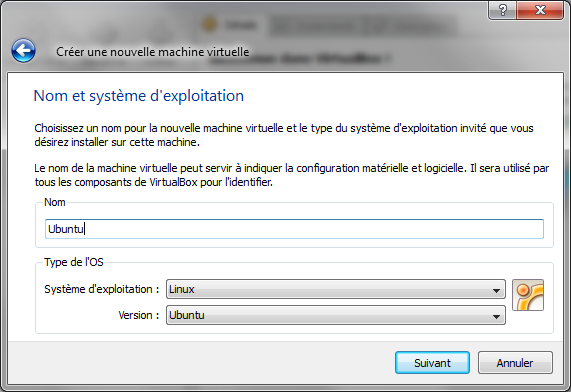 Créer une nouvelle machine virtuelle
Nom et système d'exploitation
Choisissez un nom pour la nouvelle machine virtuelle et le type du système d'exploitation invité que vous
désirez installer sur cette machine.
Le nom de la machine virtuelle peut servir à indiquer la configuration matérielle et logicielle. Il sera utilisé par
tous les composants de VirtualBox pour l'identifier.
Nom
Ubuntu
Type de l'OS
Système d'exploitation : Linux
Version : Ubuntu
Suivant Annuler